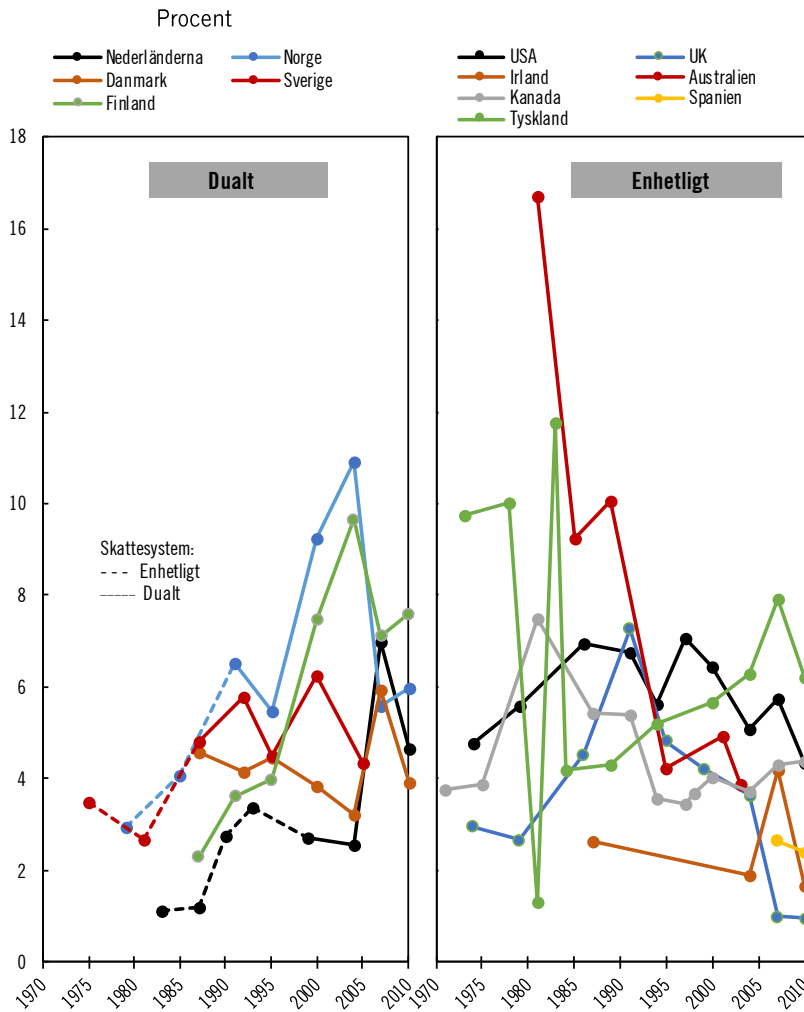 Procent
Nederländerna
Norge
Danmark
Sverige
Finland
USA
UK
Irland
Australien
Kanada
Spanien
Tyskland
18
16
14
12
10
8
6
4
2
0
Dualt
Enhetligt
Skattesystem:
Enhetligt
Dualt
1970
1975
1980
1985
1990
1995
2000
2005
2010
1970
1975
1980
1985
1990
1995
2000
2005
2010